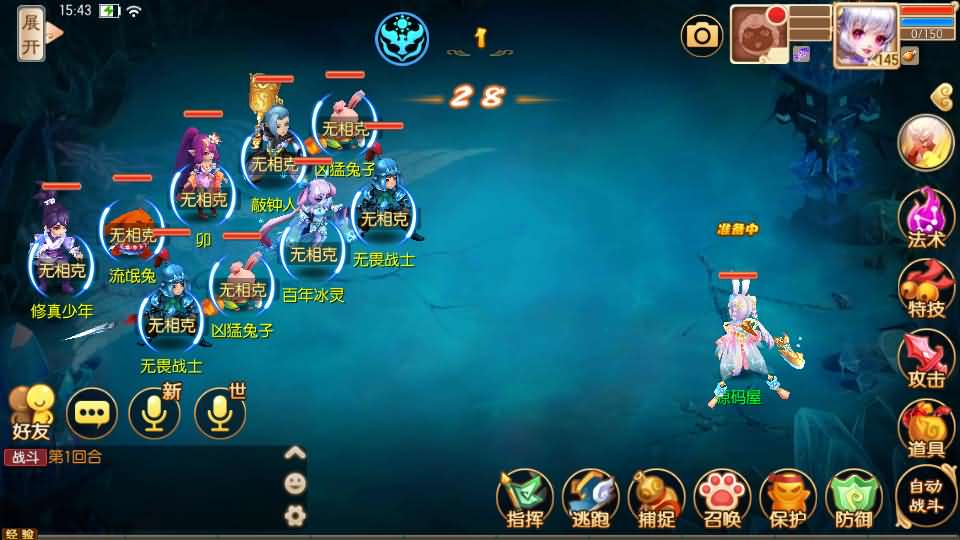 15:43
展开
1
28
145
0/150
无相克
凶猛兔子
无相克
敲钟人
无相克
卯
无相克
无畏战士
无相克
流氓兔
无相克
百年冰灵
无相克
修真少年
无相克
凶猛兔子
无相克
无畏战士
准备中
源码屋
法术
特技
攻击
道具
好友
新
世
战斗 第1回合
指挥
逃跑
捕捉
召唤
保护
防御
自动战斗
经验